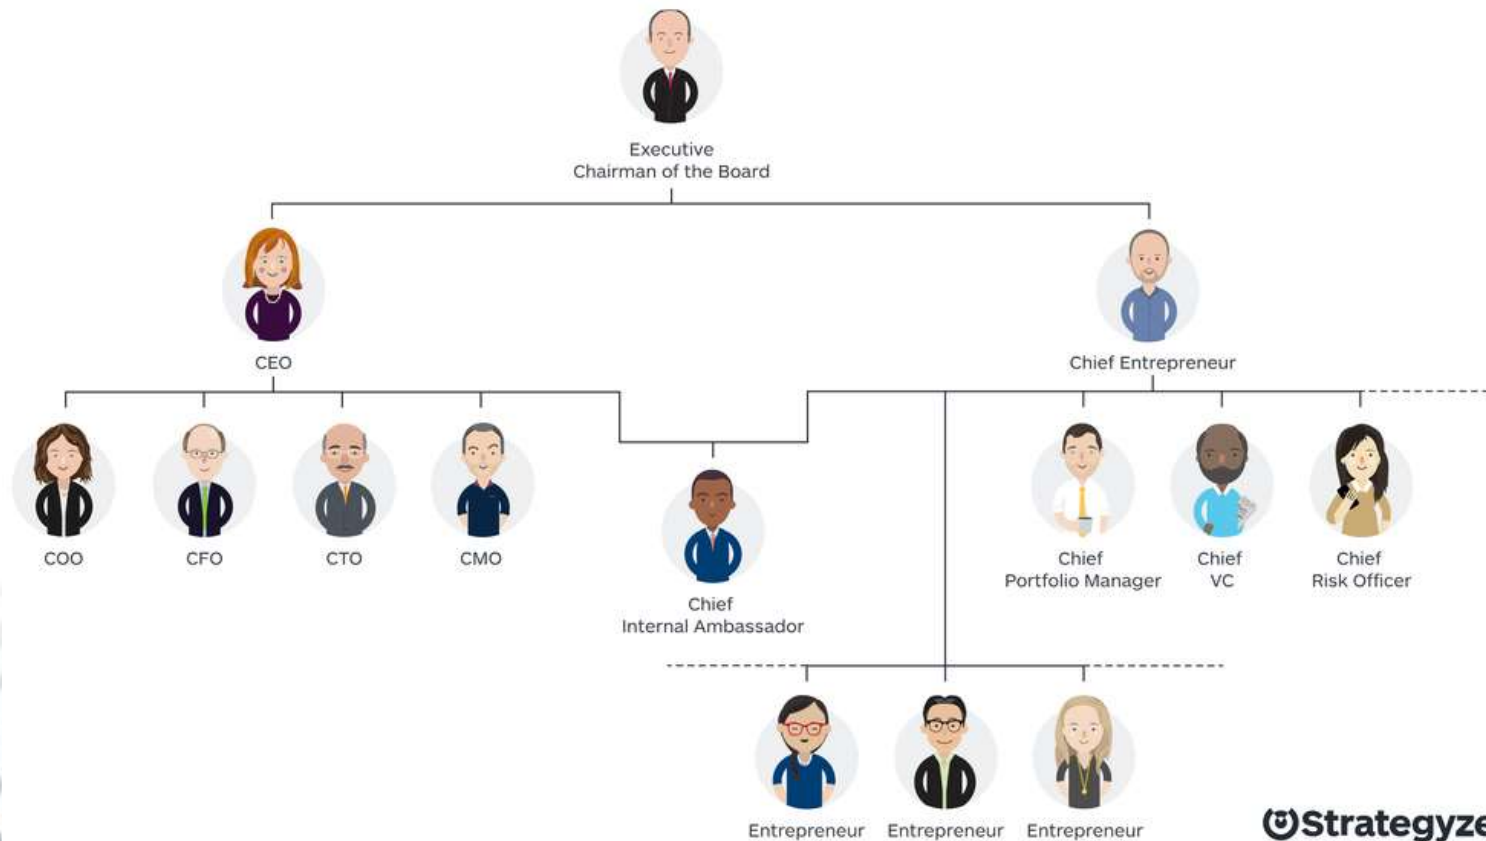 Executive
Chairman of the Board
CEO
Chief Entrepreneur
COO
CFO
CTO
CMO
Chief
Internal Ambassador
Chief
Portfolio Manager
Chief
VC
Chief
Risk Officer
Entrepreneur
Entrepreneur
Entrepreneur
Strategyze